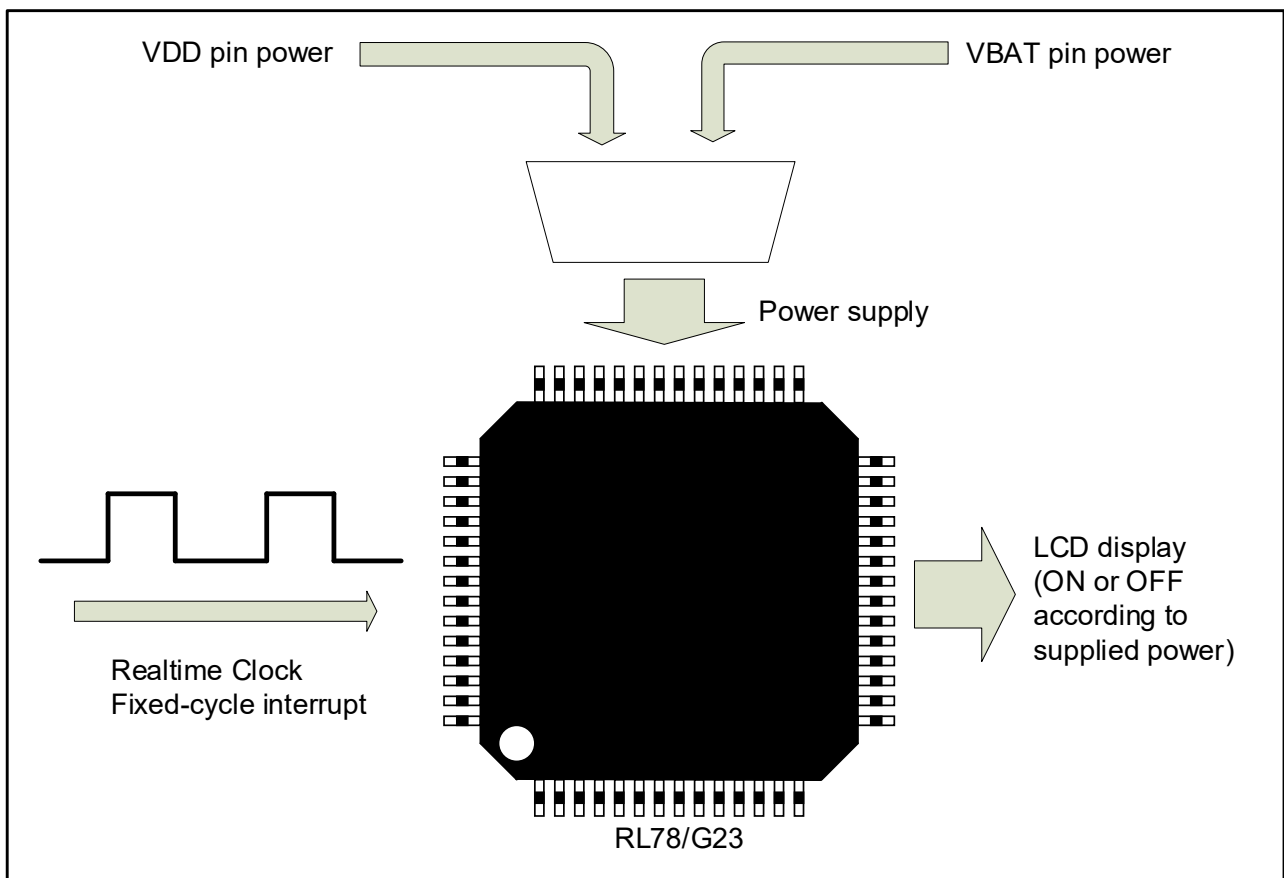 VDD pin power
VBAT pin power
Power supply
LCD display
(ON or OFF
according to
supplied power)
Realtime Clock
Fixed-cycle interrupt
RL78/G23